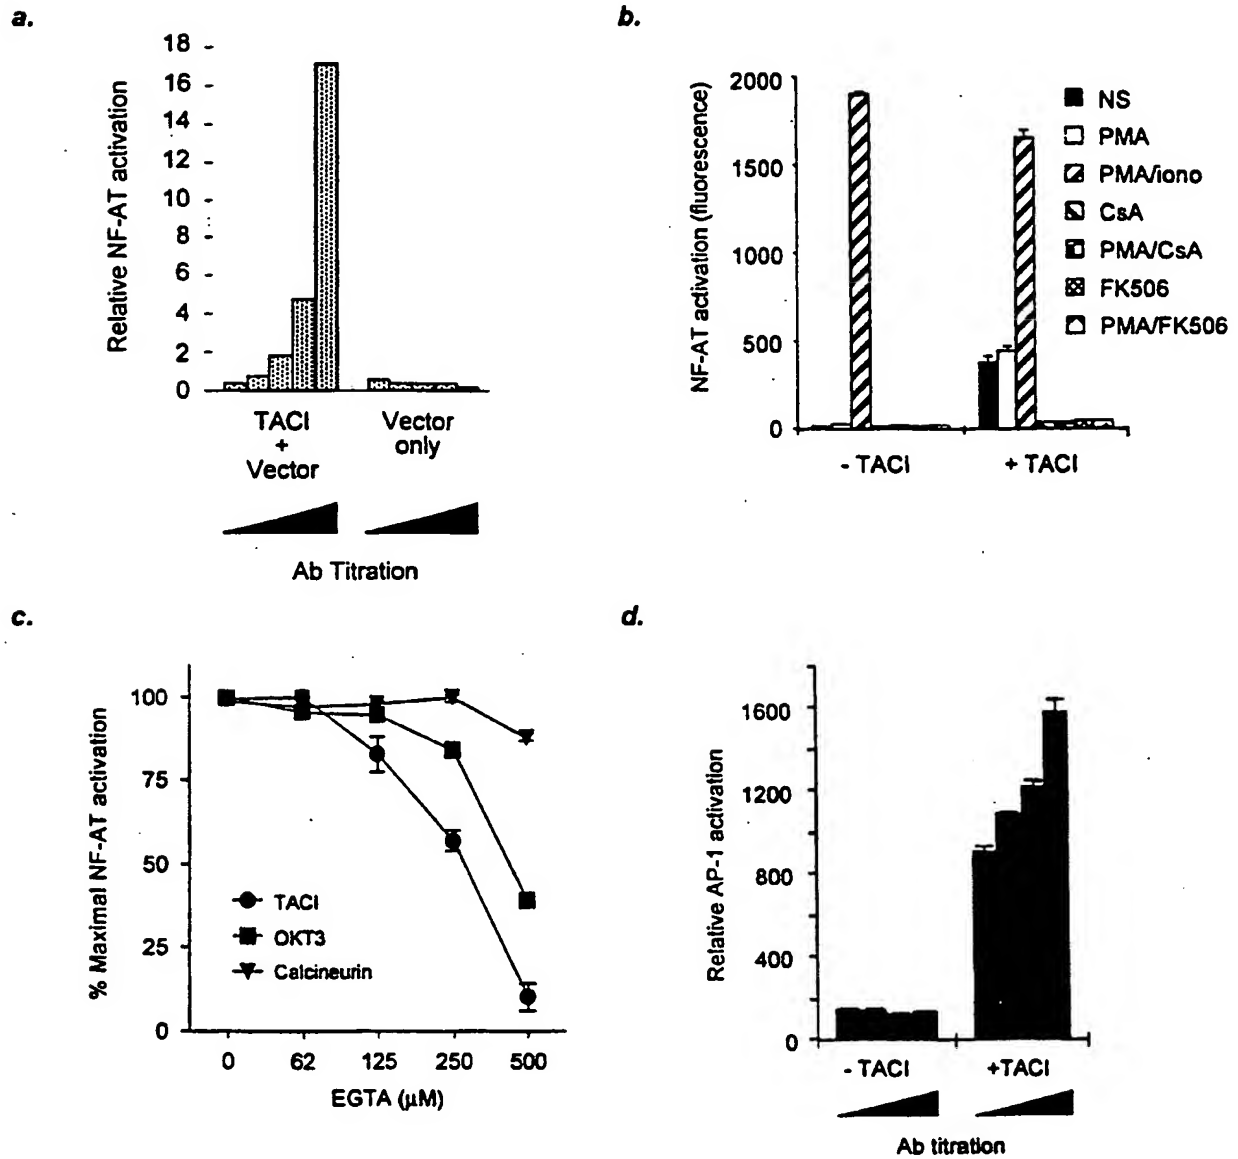 a.
Relative NF-AT activation
18
16
14
12
10
8
6
4
2
0
TACI
+
Vector
Vector
only
Ab Titration
b.
NF-AT activation (fluorescence)
2000
1500
1000
500
0
- TACI
+ TACI
NS
PMA
PMA/iono
CsA
PMA/CsA
FK506
PMA/FK506
c.
% Maximal NF-AT activation
100
75
50
25
0
TACI
OKT3
Calcineurin
0 62 125 250 500
EGTA (μM)
d.
Relative AP-1 activation
1600
1200
800
400
0
- TACI
+TACI
Ab titration